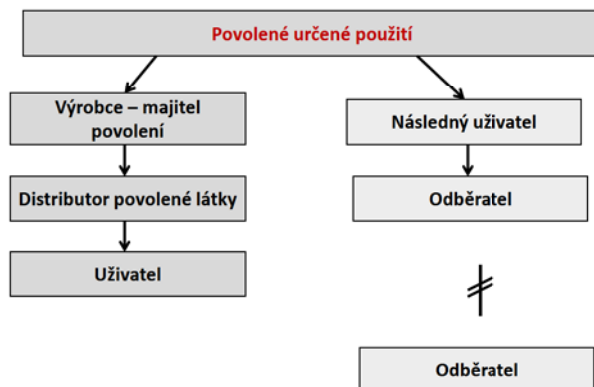 Povolené určené použití
Výrobce – majitel
povolení
Následný uživatel
Distributor povolené látky
Odběratel
Uživatel
Odběratel